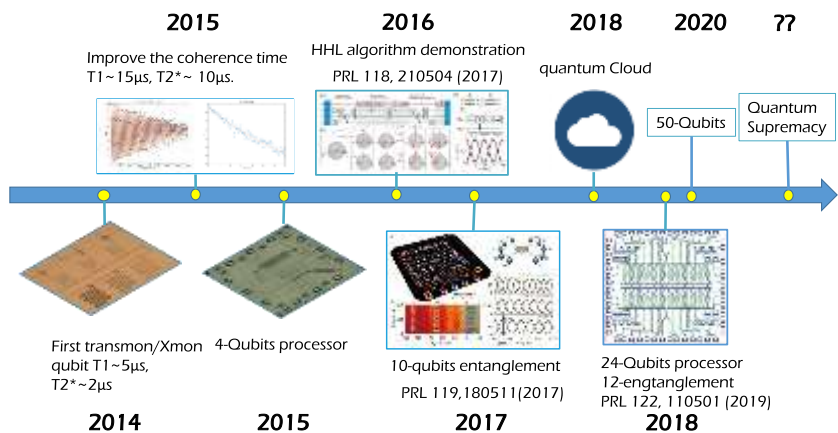 2015
2016
2018
2020
??
Improve the coherence time
T1~15μs, T2*~ 10μs.
HHL algorithm demonstration
PRL 118, 210504 (2017)
quantum Cloud
50-Qubits
Quantum
Supremacy
First transmon/Xmon
qubit T1~5μs,
T2*~2μs
4-Qubits processor
10-qubits entanglement
PRL 119,180511(2017)
24-Qubits processor
12-engtanglement
PRL 122, 110501 (2019)
2014
2015
2017
2018